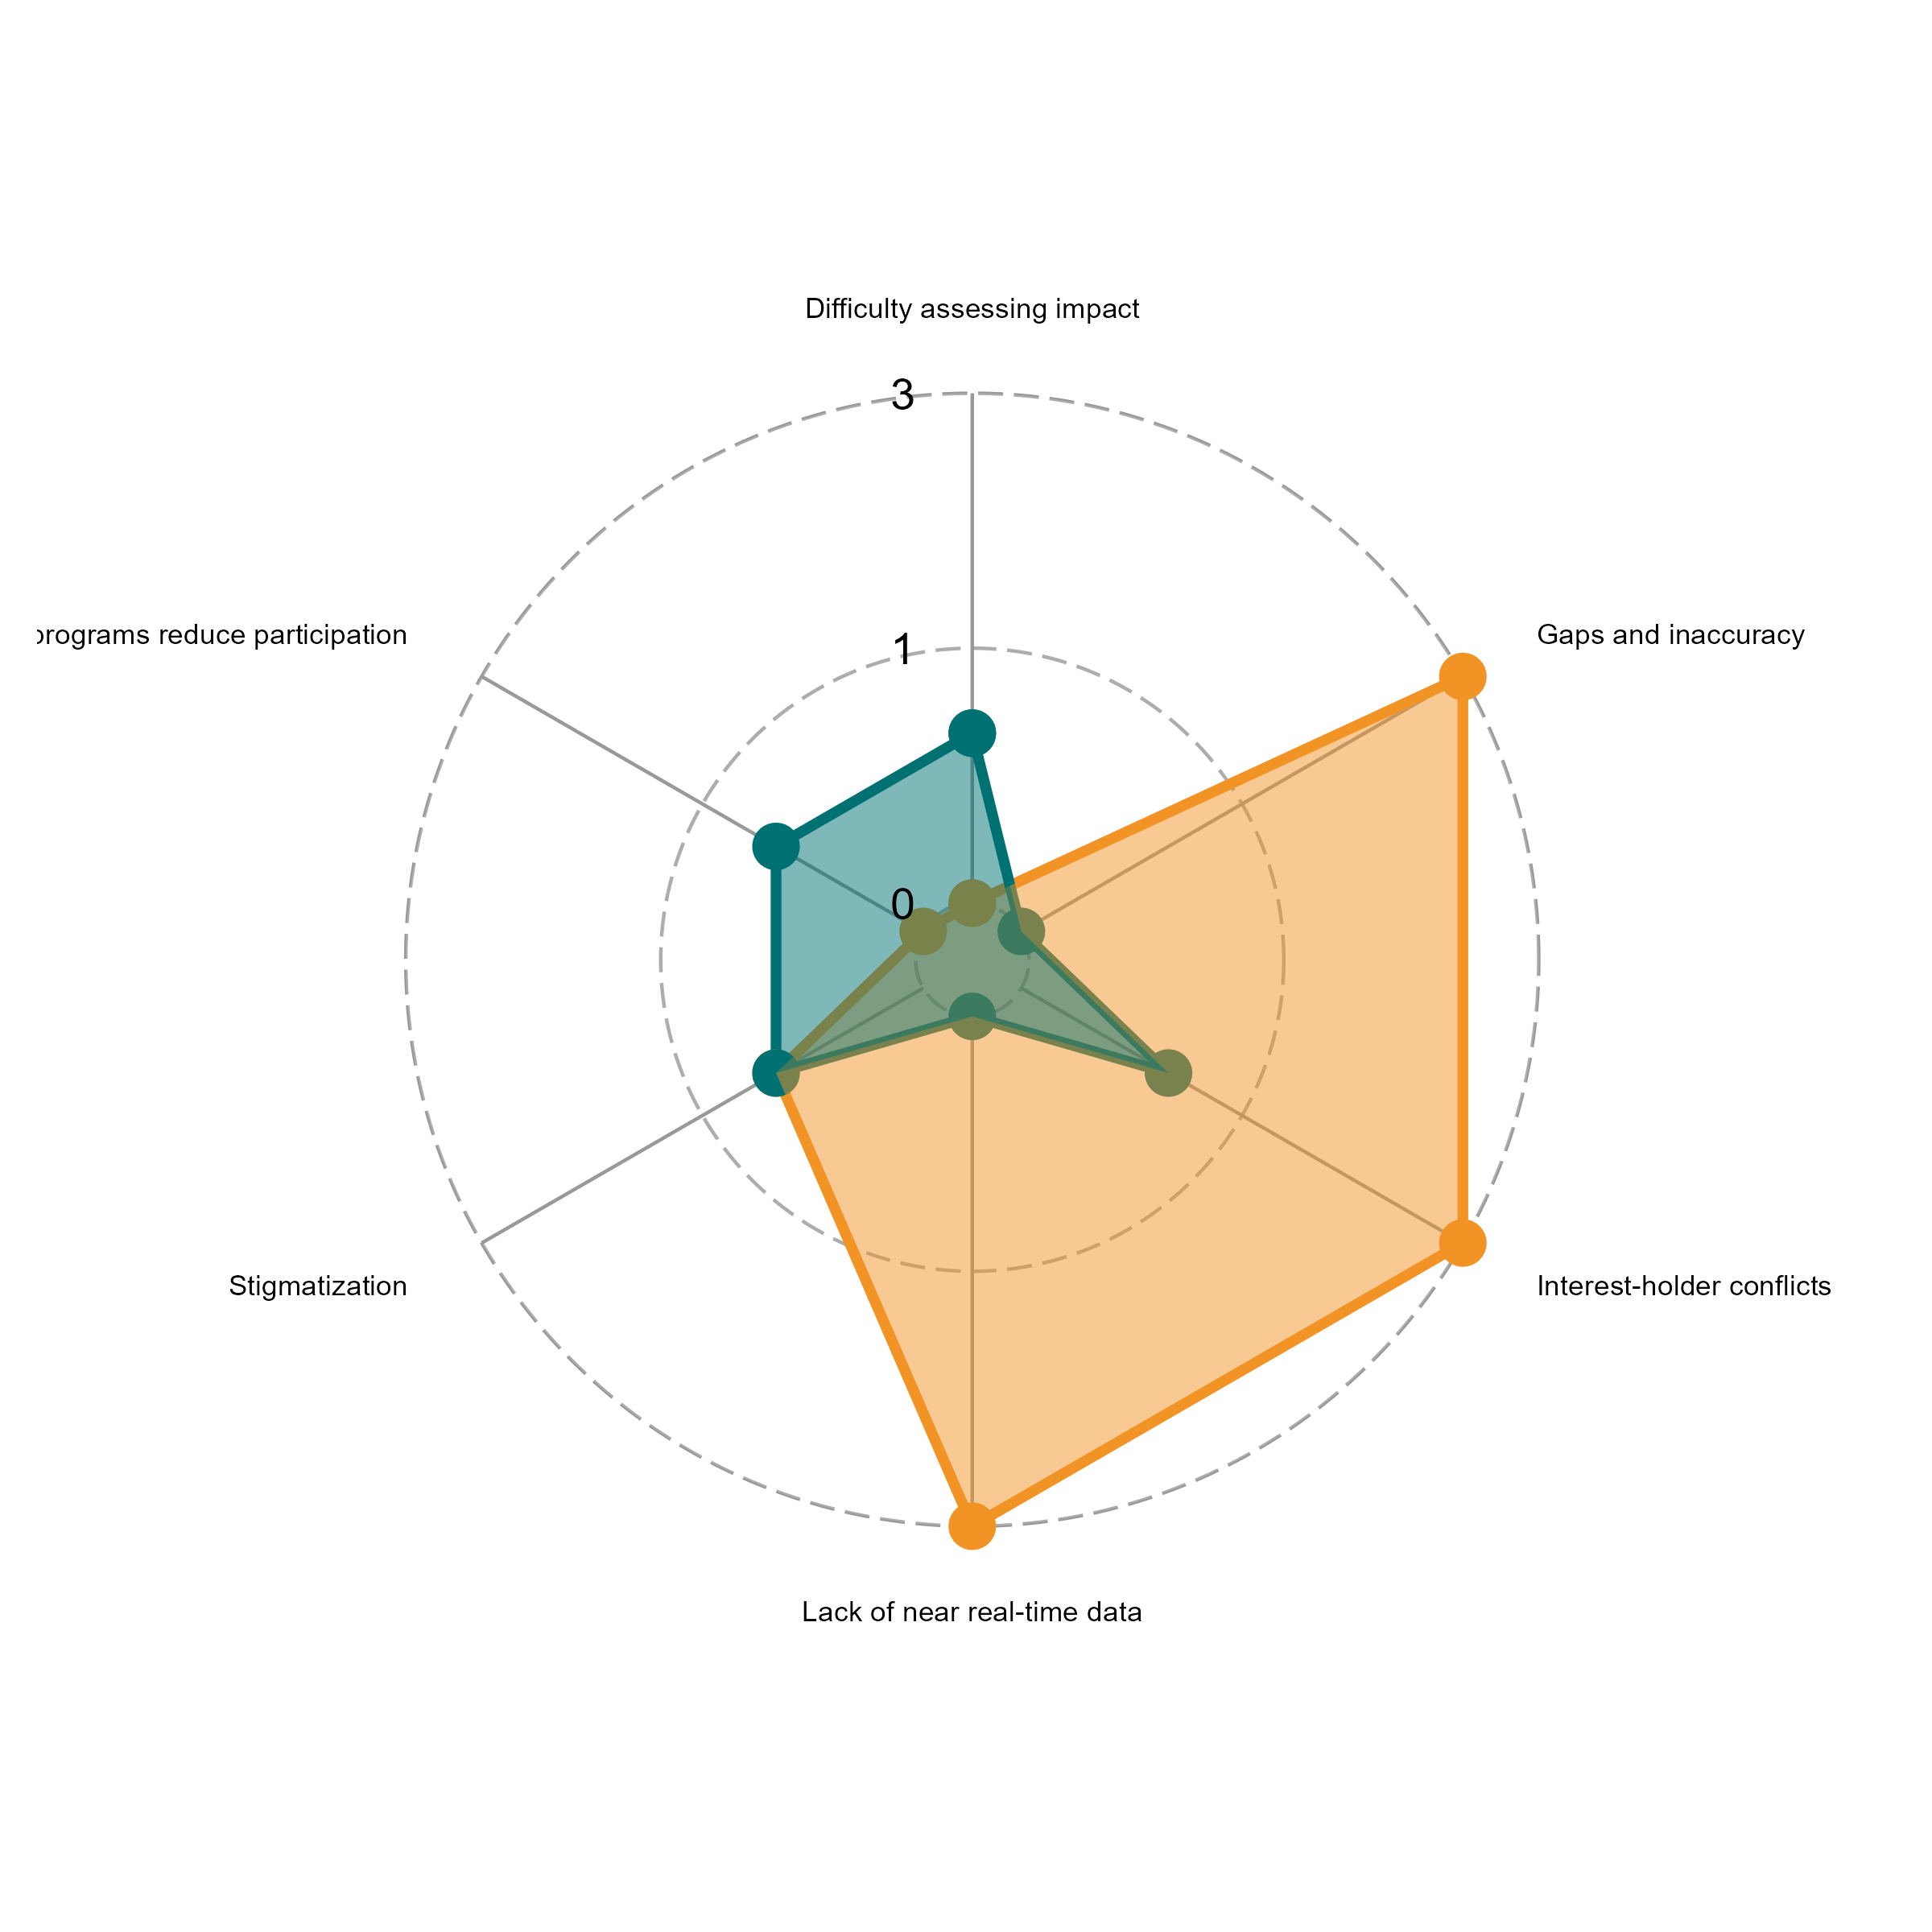 Difficulty assessing impact
3
programs reduce participation
1
Gaps and inaccuracy
0
Stigmatization
Interest-holder conflicts
Lack of near real-time data